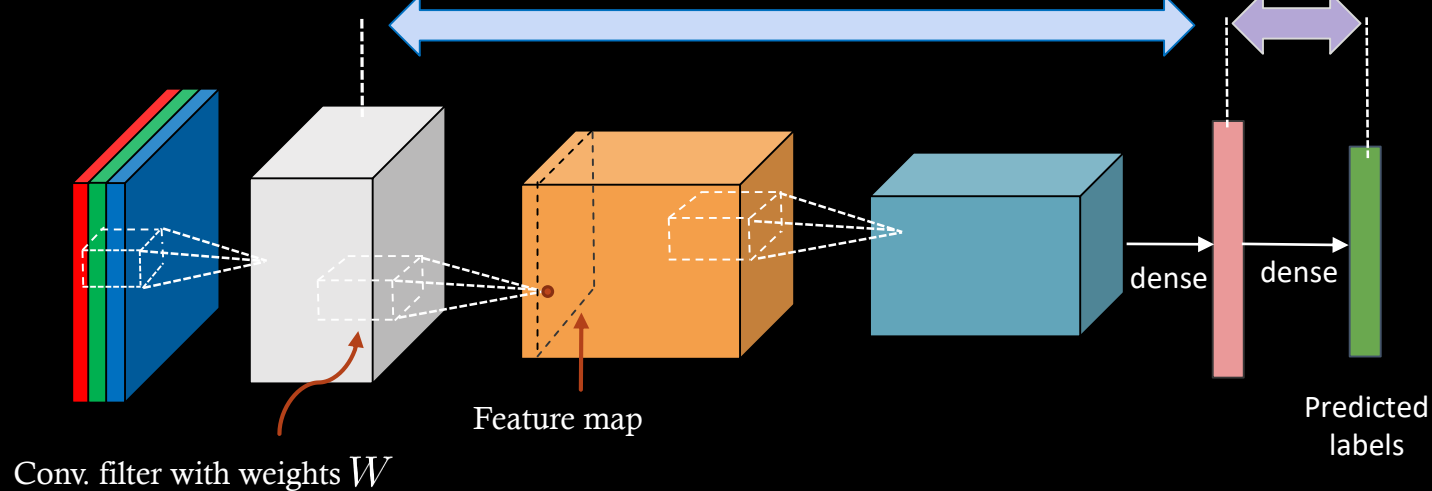 dense
dense
Feature map
Predicted
labels
Conv. filter with weights W